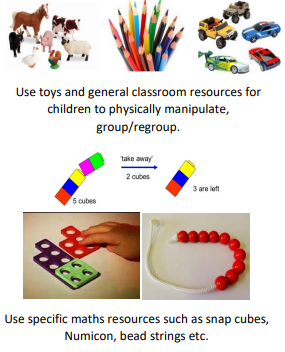 Use toys and general classroom resources for
children to physically manipulate,
group/regroup.
'take away'
2 cubes
5 cubes
3 are left
Use specific maths resources such as snap cubes,
Numicon, bead strings etc.